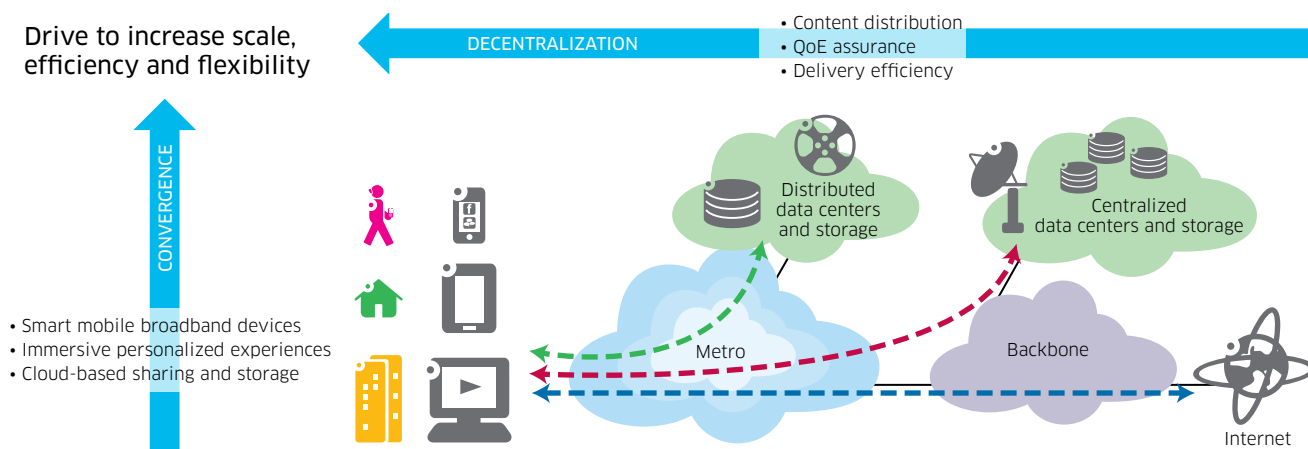 Drive to increase scale,
efficiency and flexibility
DECENTRALIZATION
• Content distribution
• QoE assurance
• Delivery efficiency
CONVERGENCE
• Smart mobile broadband devices
• Immersive personalized experiences
• Cloud-based sharing and storage
f
Distributed
data centers
and storage
Centralized
data centers and storage
Metro
Backbone
Internet